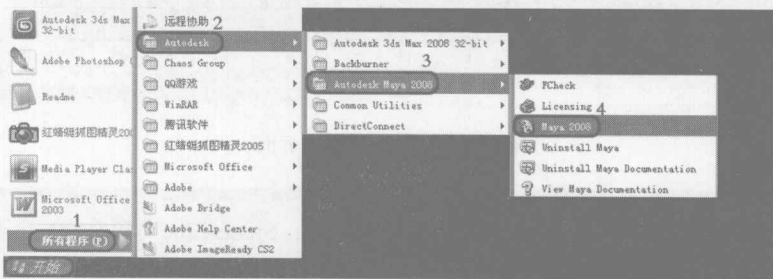 Autodesk 3ds Max
32-bit
Adobe Photoshop
Readme
红蜻蜓抓图精灵200
Media Player Cla
Microsoft Office
2003
1
所有程序(P)
开始
远程协助
2
Autodesk
Chaos Group
QQ游戏
WinRAR
腾讯软件
红蜻蜓抓图精灵2005
Microsoft Office
Adobe
Adobe Bridge
Adobe Help Center
Adobe ImageReady CS2
Autodesk 3ds Max 2008 32-bit
Backburner
3
Autodesk Maya 2008
Common Utilities
DirectConnect
FCheck
Licensing
4
Maya 2008
Uninstall Maya
Uninstall Maya Documentation
View Maya Documentation